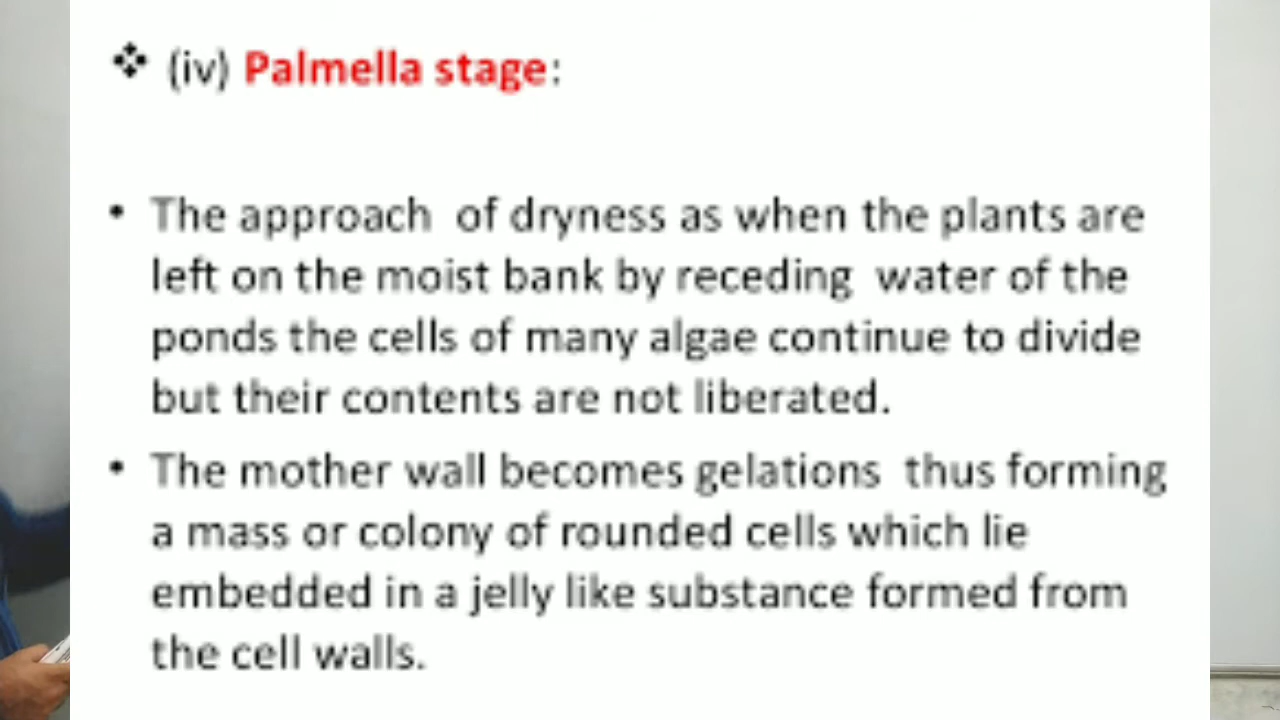 ❖ (iv) Palmella stage:
• The approach of dryness as when the plants are
left on the moist bank by receding water of the
ponds the cells of many algae continue to divide
but their contents are not liberated.
• The mother wall becomes gelations thus forming
a mass or colony of rounded cells which lie
embedded in a jelly like substance formed from
the cell walls.